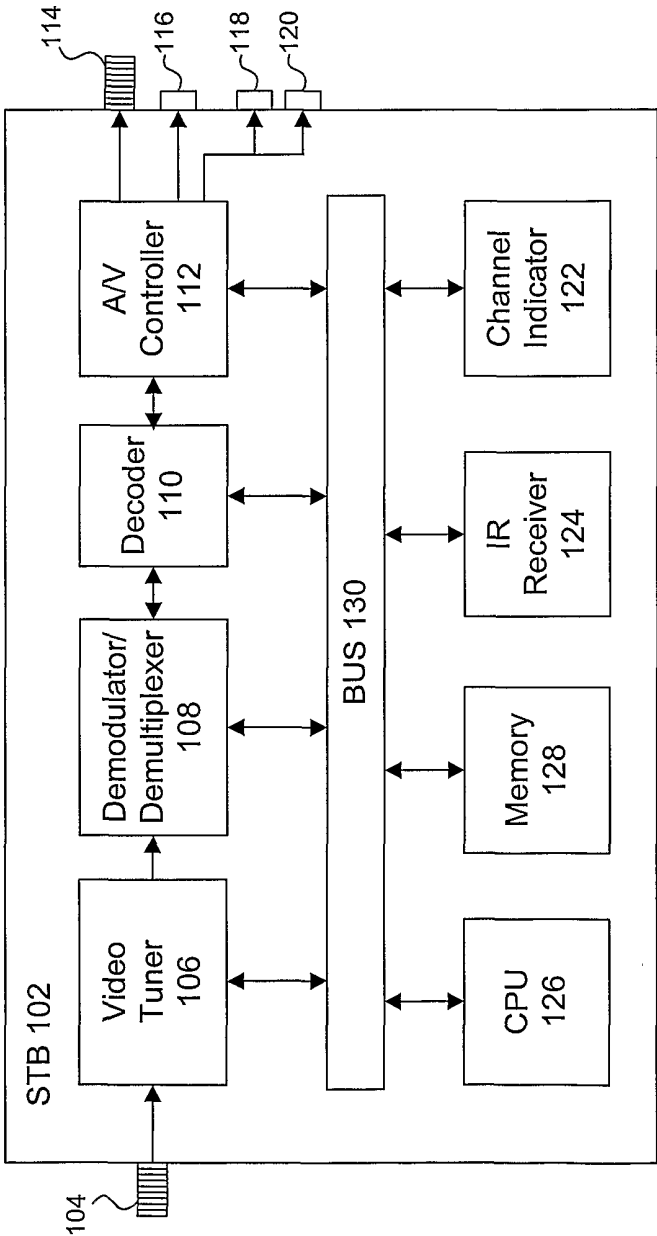 STB 102
104
Video
Tuner
106
Demodulator/
Demultiplexer
108
Decoder
110
A/V
Controller
112
114
116
118
120
BUS 130
CPU
126
Memory
128
IR
Receiver
124
Channel
Indicator
122